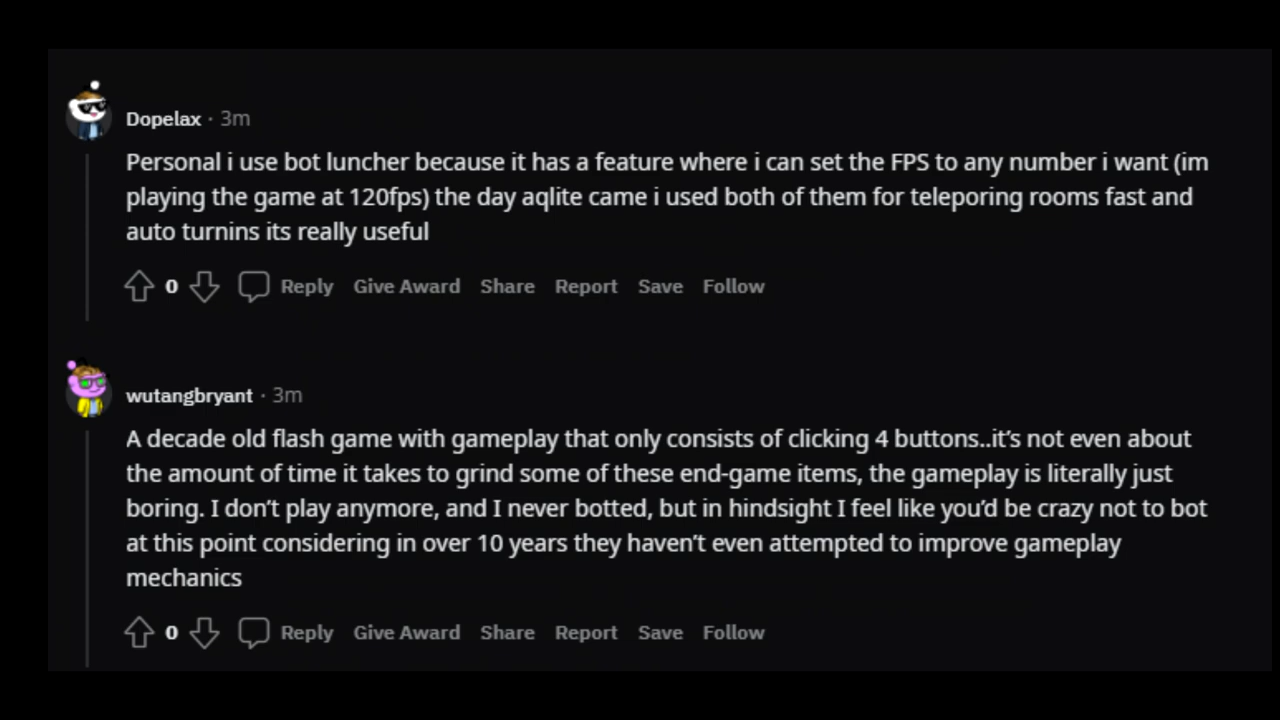 Dopelax · 3m
Personal i use bot luncher because it has a feature where i can set the FPS to any number i want (im
playing the game at 120fps) the day aqlite came i used both of them for teleporing rooms fast and
auto turnins its really useful
0 Reply Give Award Share Report Save Follow
wutangbryant · 3m
A decade old flash game with gameplay that only consists of clicking 4 buttons..it’s not even about
the amount of time it takes to grind some of these end-game items, the gameplay is literally just
boring. I don’t play anymore, and I never botted, but in hindsight I feel like you’d be crazy not to bot
at this point considering in over 10 years they haven’t even attempted to improve gameplay
mechanics
0 Reply Give Award Share Report Save Follow